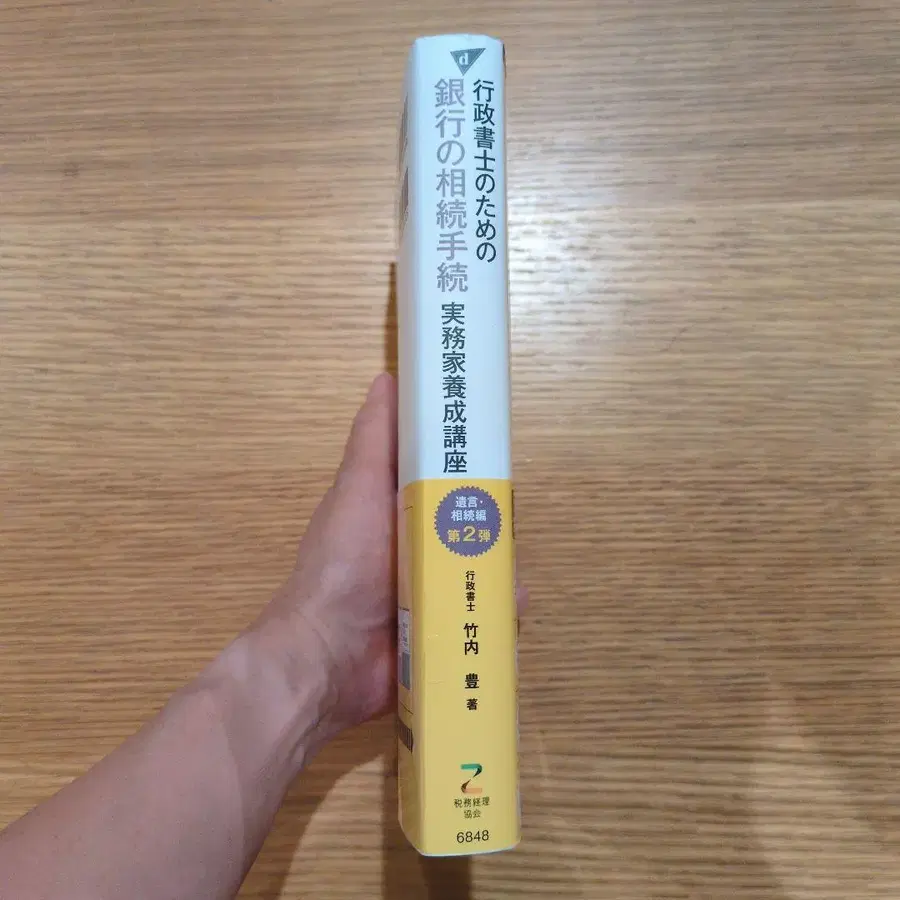 d
行政書士のための
銀行の相続手続
実務家養成講座
遺言・
相続編
第2弾
行政書士
竹内 豊 著
税務経理
協会
6848